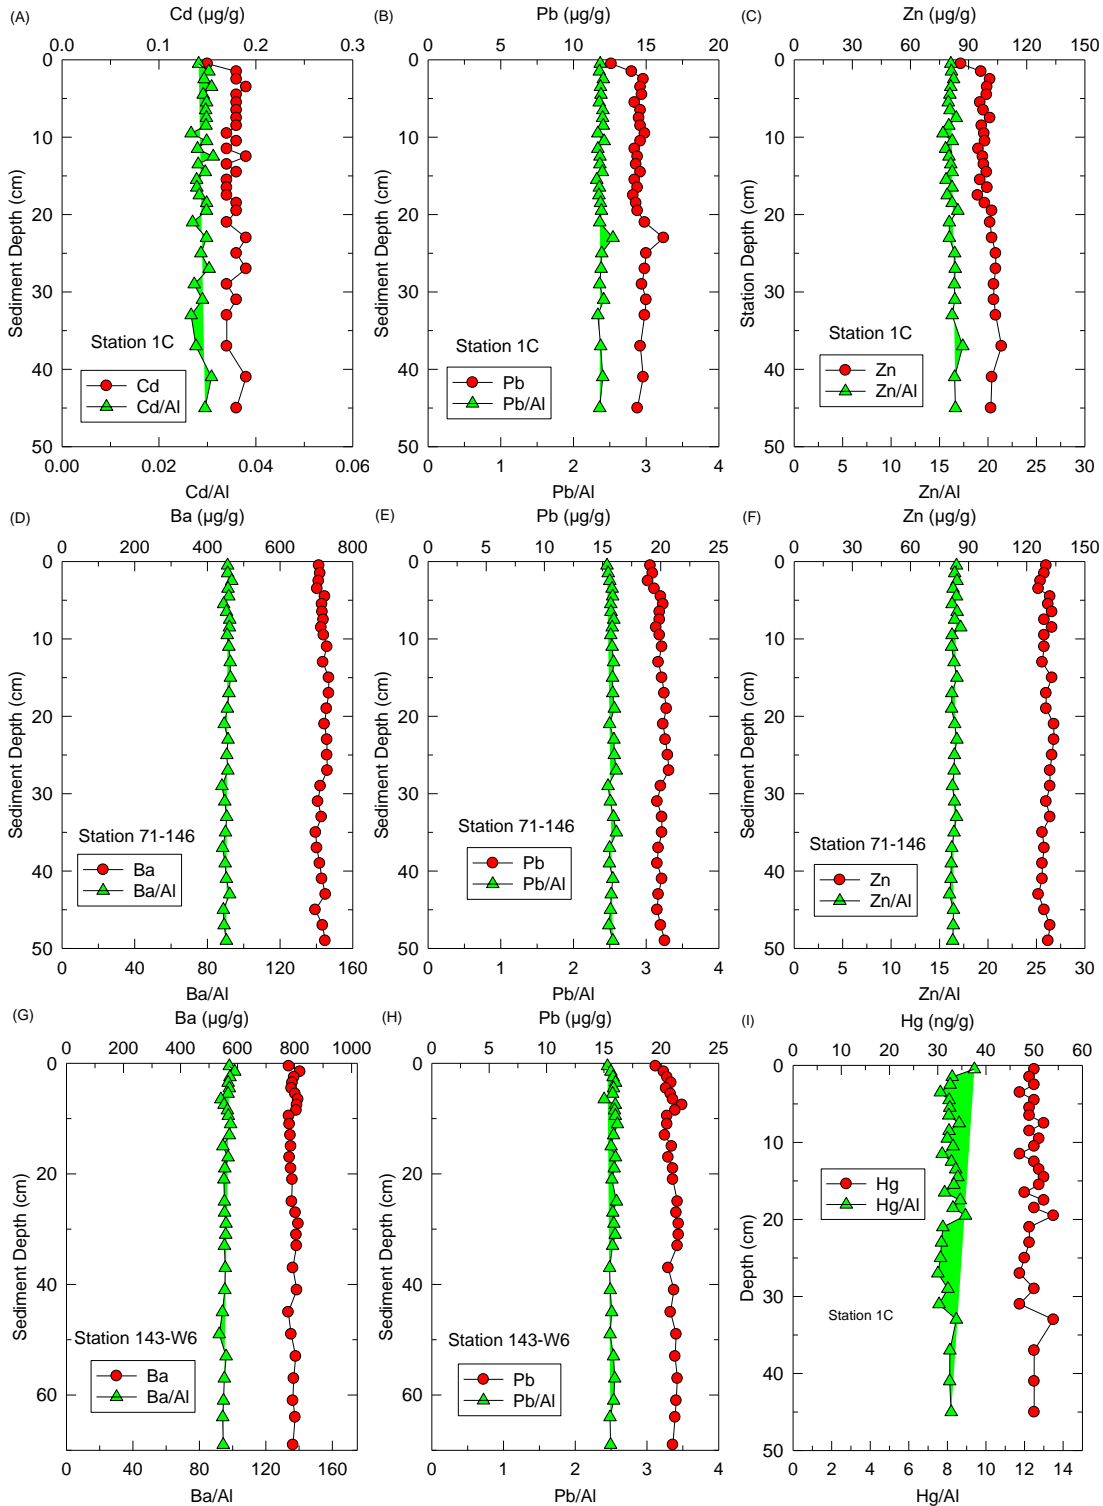 (A)
Cd (µg/g)
0.0 0.1 0.2 0.3
0
10
20
30
40
50
Sediment Depth (cm)
Station 1C
Cd
Cd/Al
0.00 0.02 0.04 0.06
Cd/Al
(B)
Pb (µg/g)
0 5 10 15 20
0
10
20
30
40
50
Sediment Depth (cm)
Station 1C
Pb
Pb/Al
0 1 2 3 4
Pb/Al
(C)
Zn (µg/g)
0 30 60 90 120 150
0
10
20
30
40
50
Station Depth (cm)
Station 1C
Zn
Zn/Al
0 5 10 15 20 25 30
Zn/Al
(D)
Ba (µg/g)
0 200 400 600 800
0
10
20
30
40
50
Sediment Depth (cm)
Station 71-146
Ba
Ba/Al
0 40 80 120 160
Ba/Al
(E)
Pb (µg/g)
0 5 10 15 20 25
0
10
20
30
40
50
Sediment Depth (cm)
Station 71-146
Pb
Pb/Al
0 1 2 3 4
Pb/Al
(F)
Zn (µg/g)
0 30 60 90 120 150
0
10
20
30
40
50
Sediment Depth (cm)
Station 71-146
Zn
Zn/Al
0 5 10 15 20 25 30
Zn/Al
(G)
Ba (µg/g)
0 200 400 600 800 1000
0
20
40
60
Sediment Depth (cm)
Station 143-W6
Ba
Ba/Al
0 40 80 120 160
Ba/Al
(H)
Pb (µg/g)
0 5 10 15 20 25
0
20
40
60
Sediment Depth (cm)
Station 143-W6
Pb
Pb/Al
0 1 2 3 4
Pb/Al
(I)
Hg (ng/g)
0 10 20 30 40 50 60
0
10
20
30
40
50
Depth (cm)
Hg
Hg/Al
Station 1C
0 2 4 6 8 10 12 14
Hg/Al